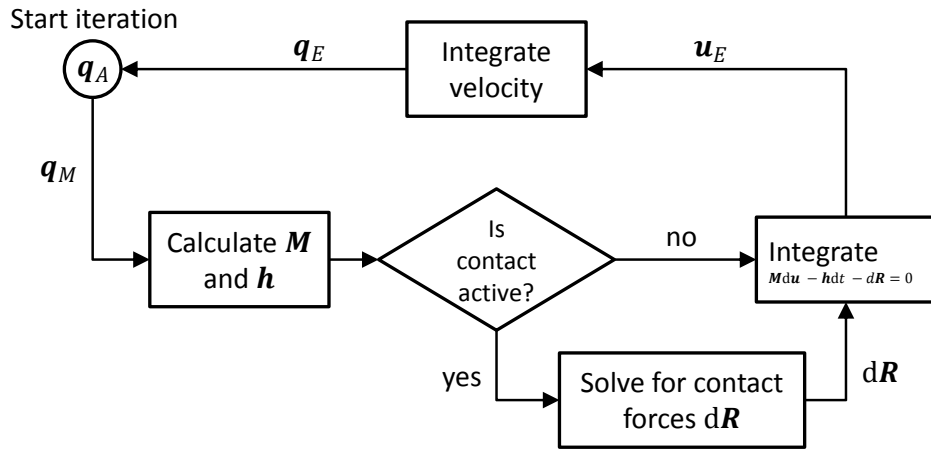 Start iteration
q_A
q_E
Integrate
velocity
u_E
q_M
Calculate M
and h
Is
contact
active?
no
Integrate
Mdu − hdt − dR = 0
yes
Solve for contact
forces dR
dR